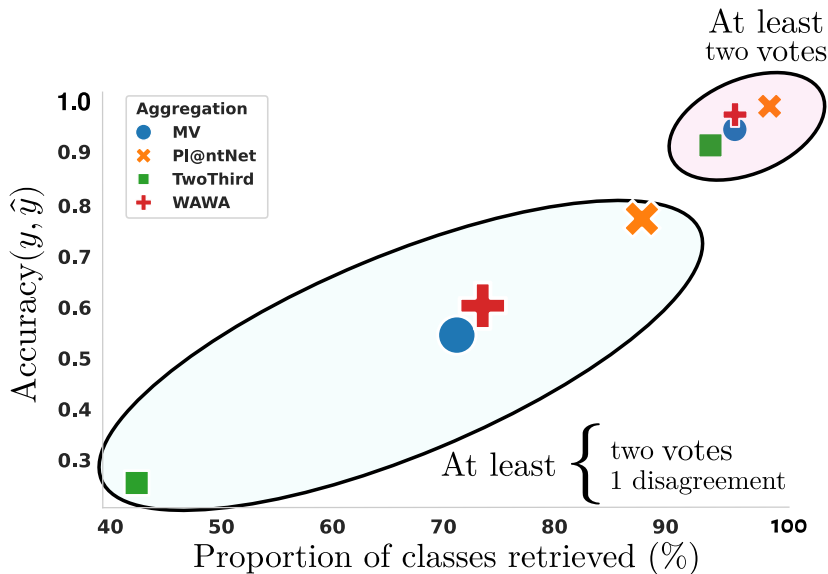 At least
two votes
1.0
0.9
0.8
0.7
0.6
0.5
0.4
0.3
Accuracy(y, ŷ)
Aggregation
MV
Pl@ntNet
TwoThird
WAWA
At least { two votes
1 disagreement
40 50 60 70 80 90 100
Proportion of classes retrieved (%)